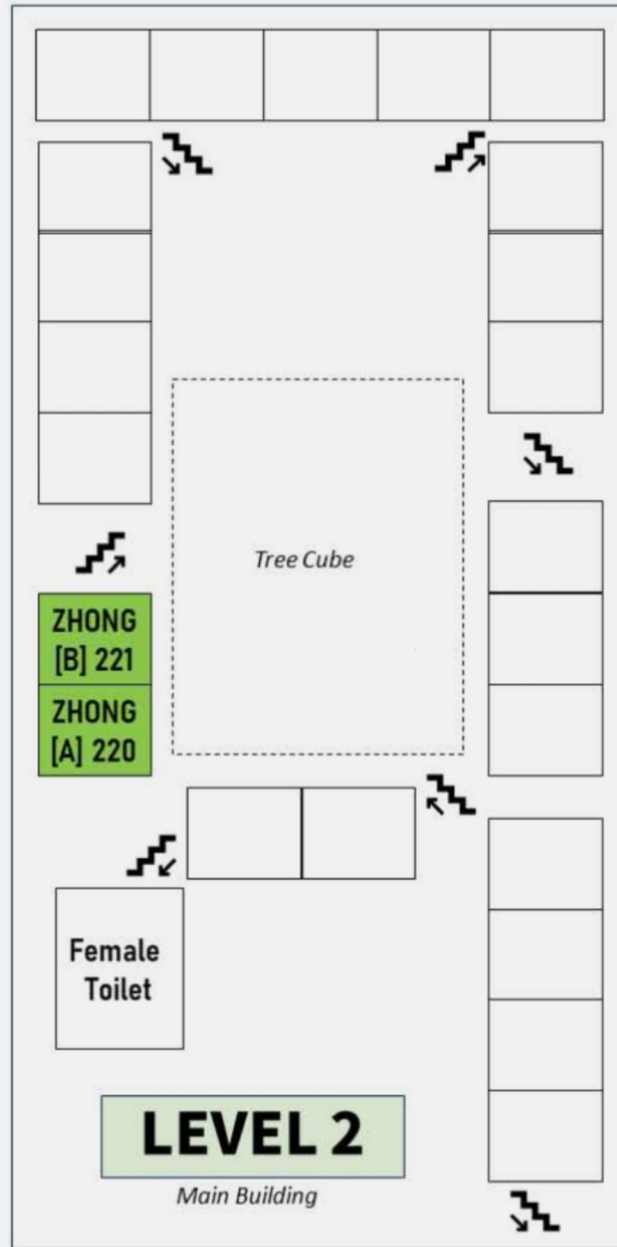 Tree Cube
ZHONG
[B] 221
ZHONG
[A] 220
Female
Toilet
LEVEL 2
Main Building